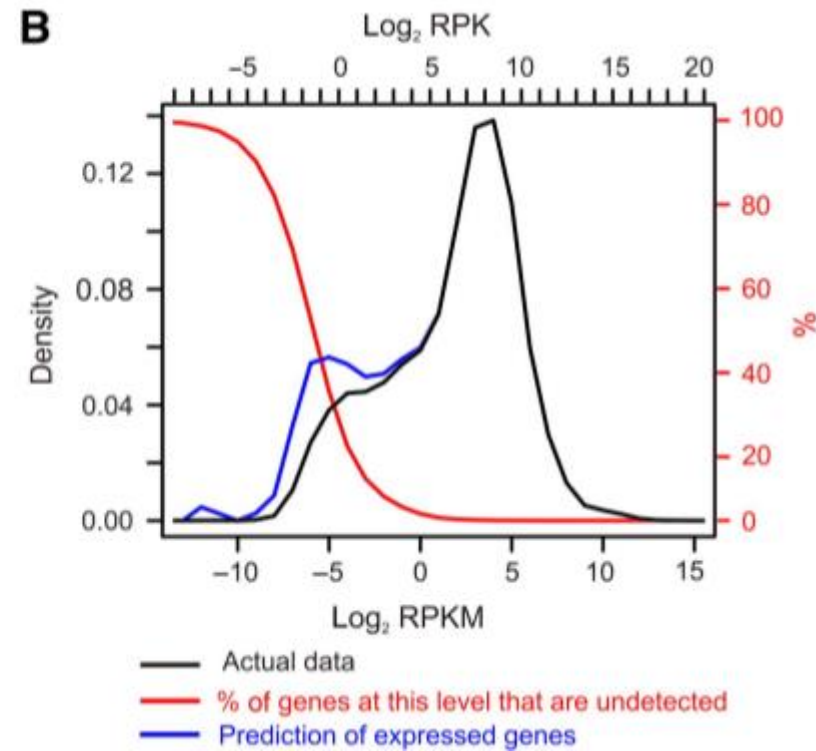 B
Log₂ RPK
−5 0 5 10 15 20
100
0.12
80
0.08
60
Density
%
40
0.04
20
0.00
0
−10 −5 0 5 10 15
Log₂ RPKM
Actual data
% of genes at this level that are undetected
Prediction of expressed genes